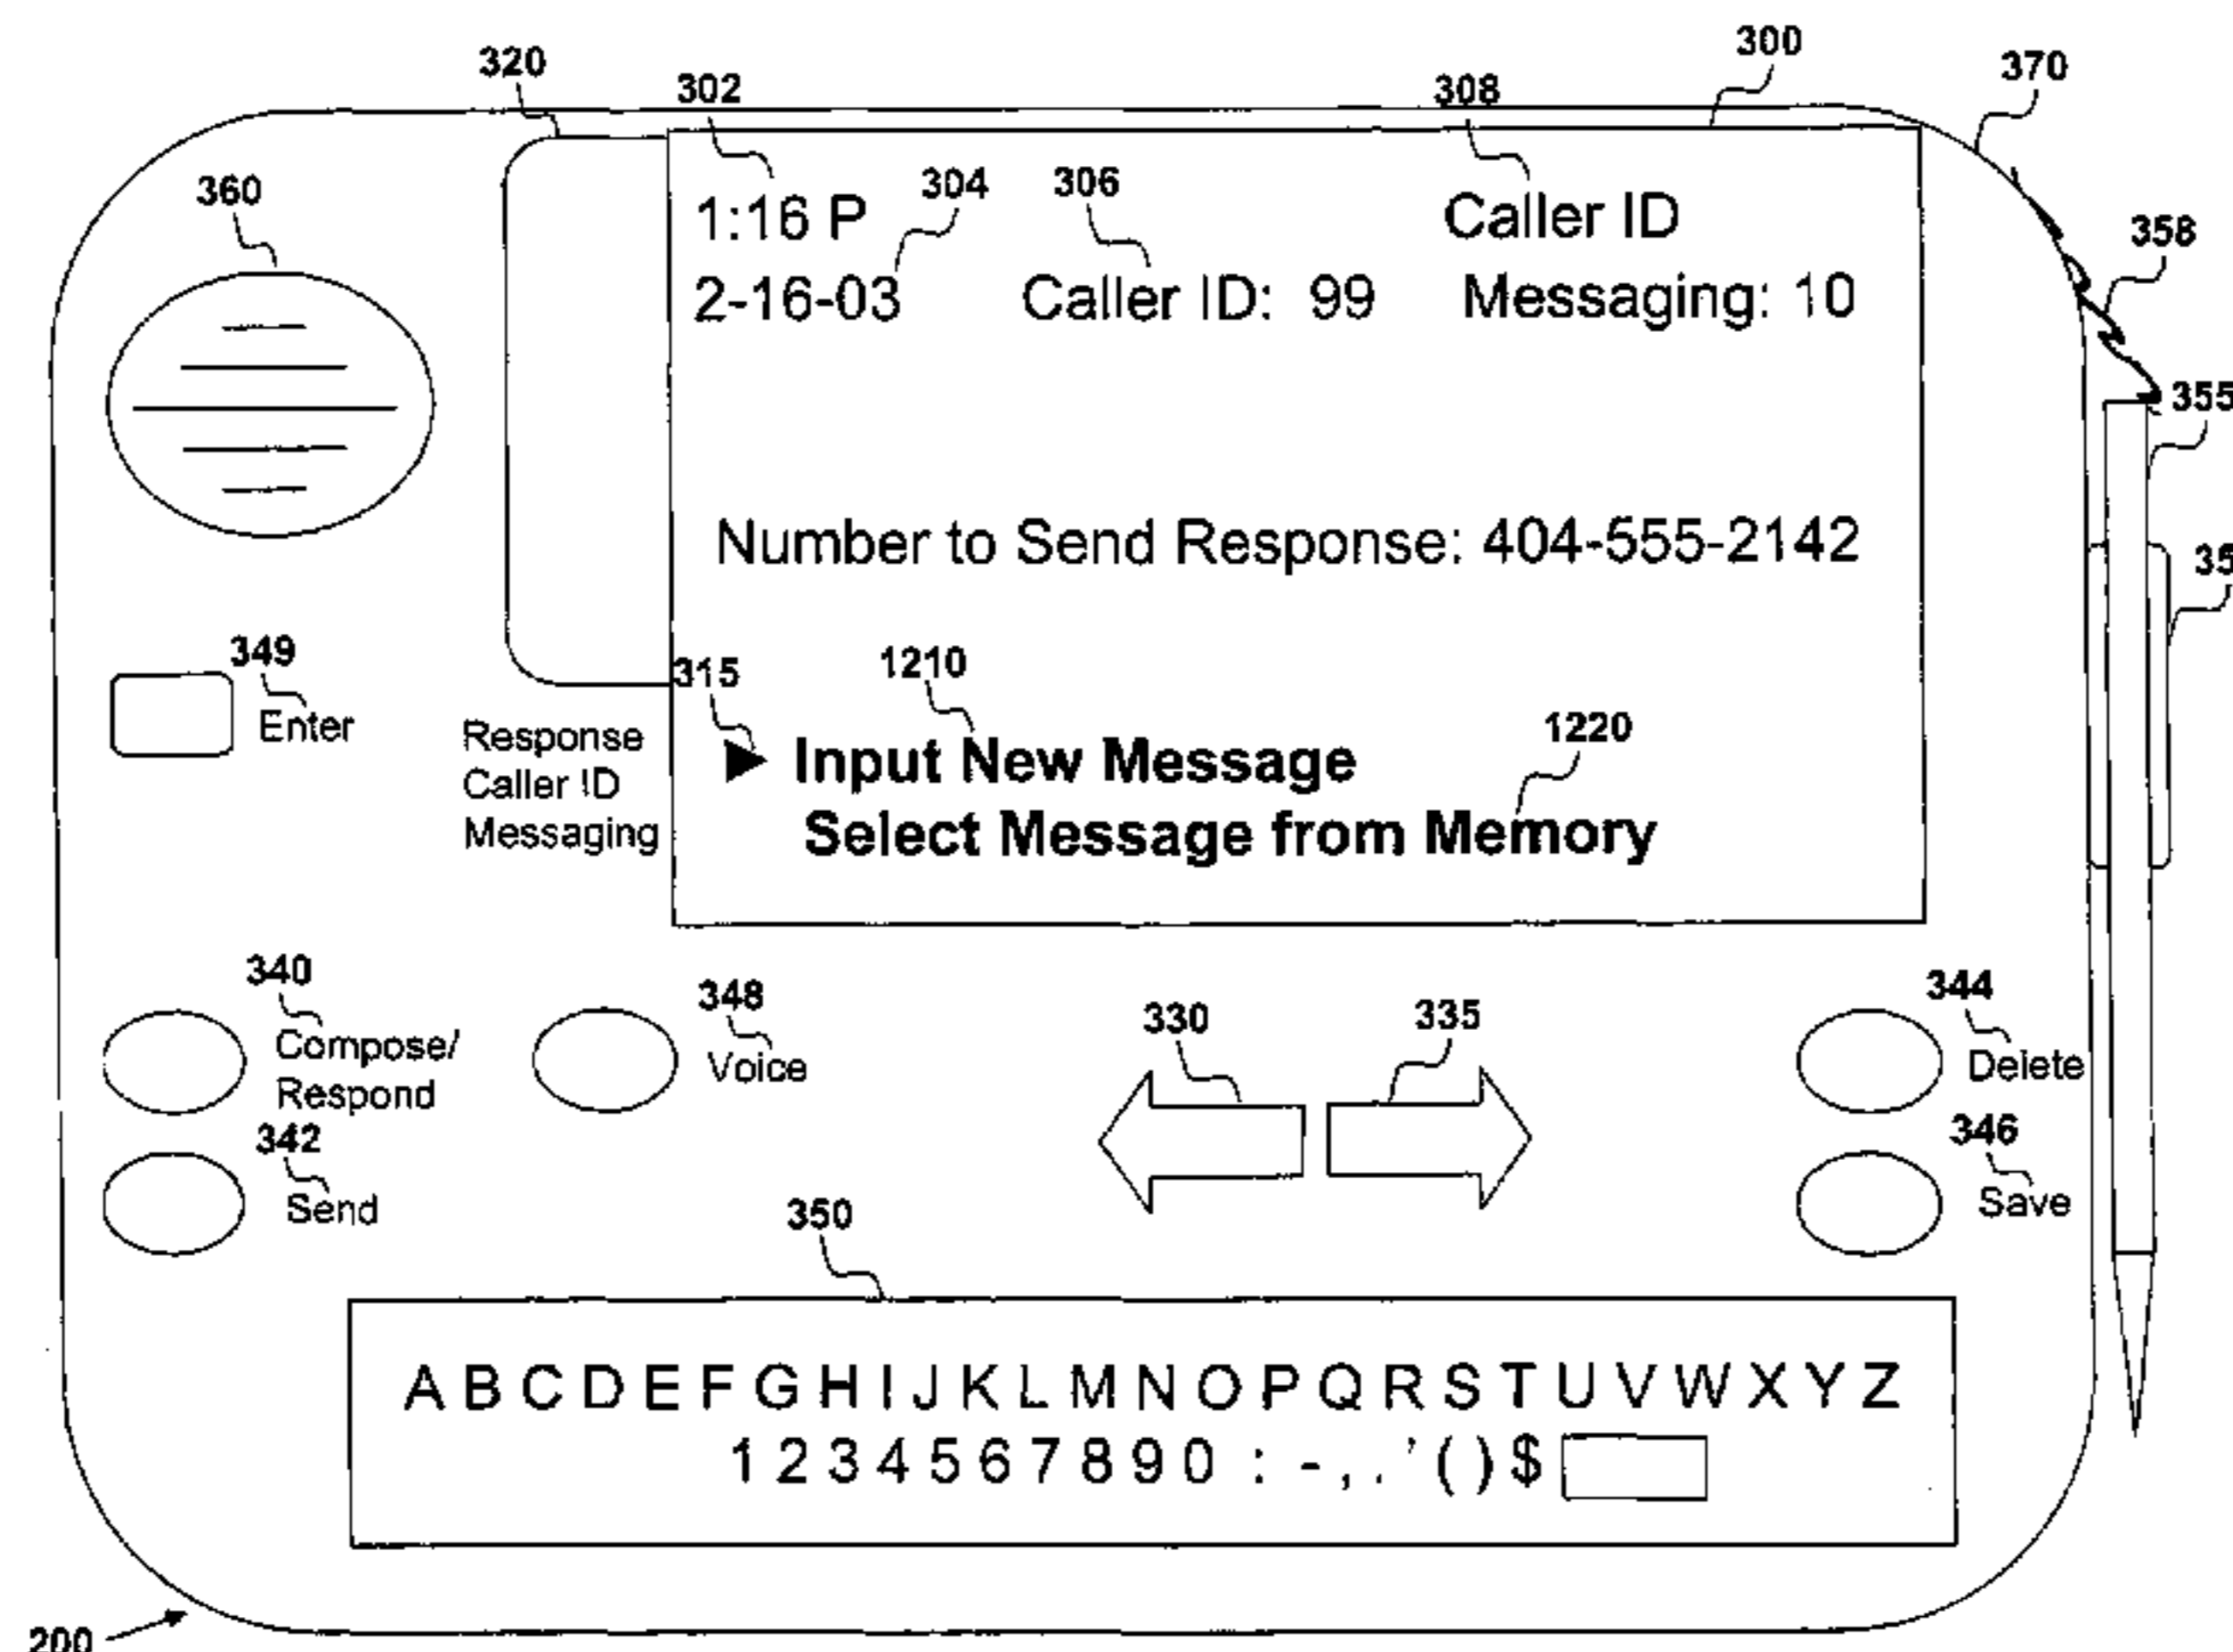 300
320
302
308
370
360
304
306
358
1:16 P
Caller ID
2-16-03
Caller ID: 99
Messaging: 10
355
Number to Send Response: 404-555-2142
35
349
Enter
315
1210
1220
Response
Caller ID
Messaging
▶ Input New Message
Select Message from Memory
340
Compose/
Respond
348
Voice
330
335
344
Delete
342
Send
346
Save
350
A B C D E F G H I J K L M N O P Q R S T U V W X Y Z
1 2 3 4 5 6 7 8 9 0 : - , . ' ( ) $
200